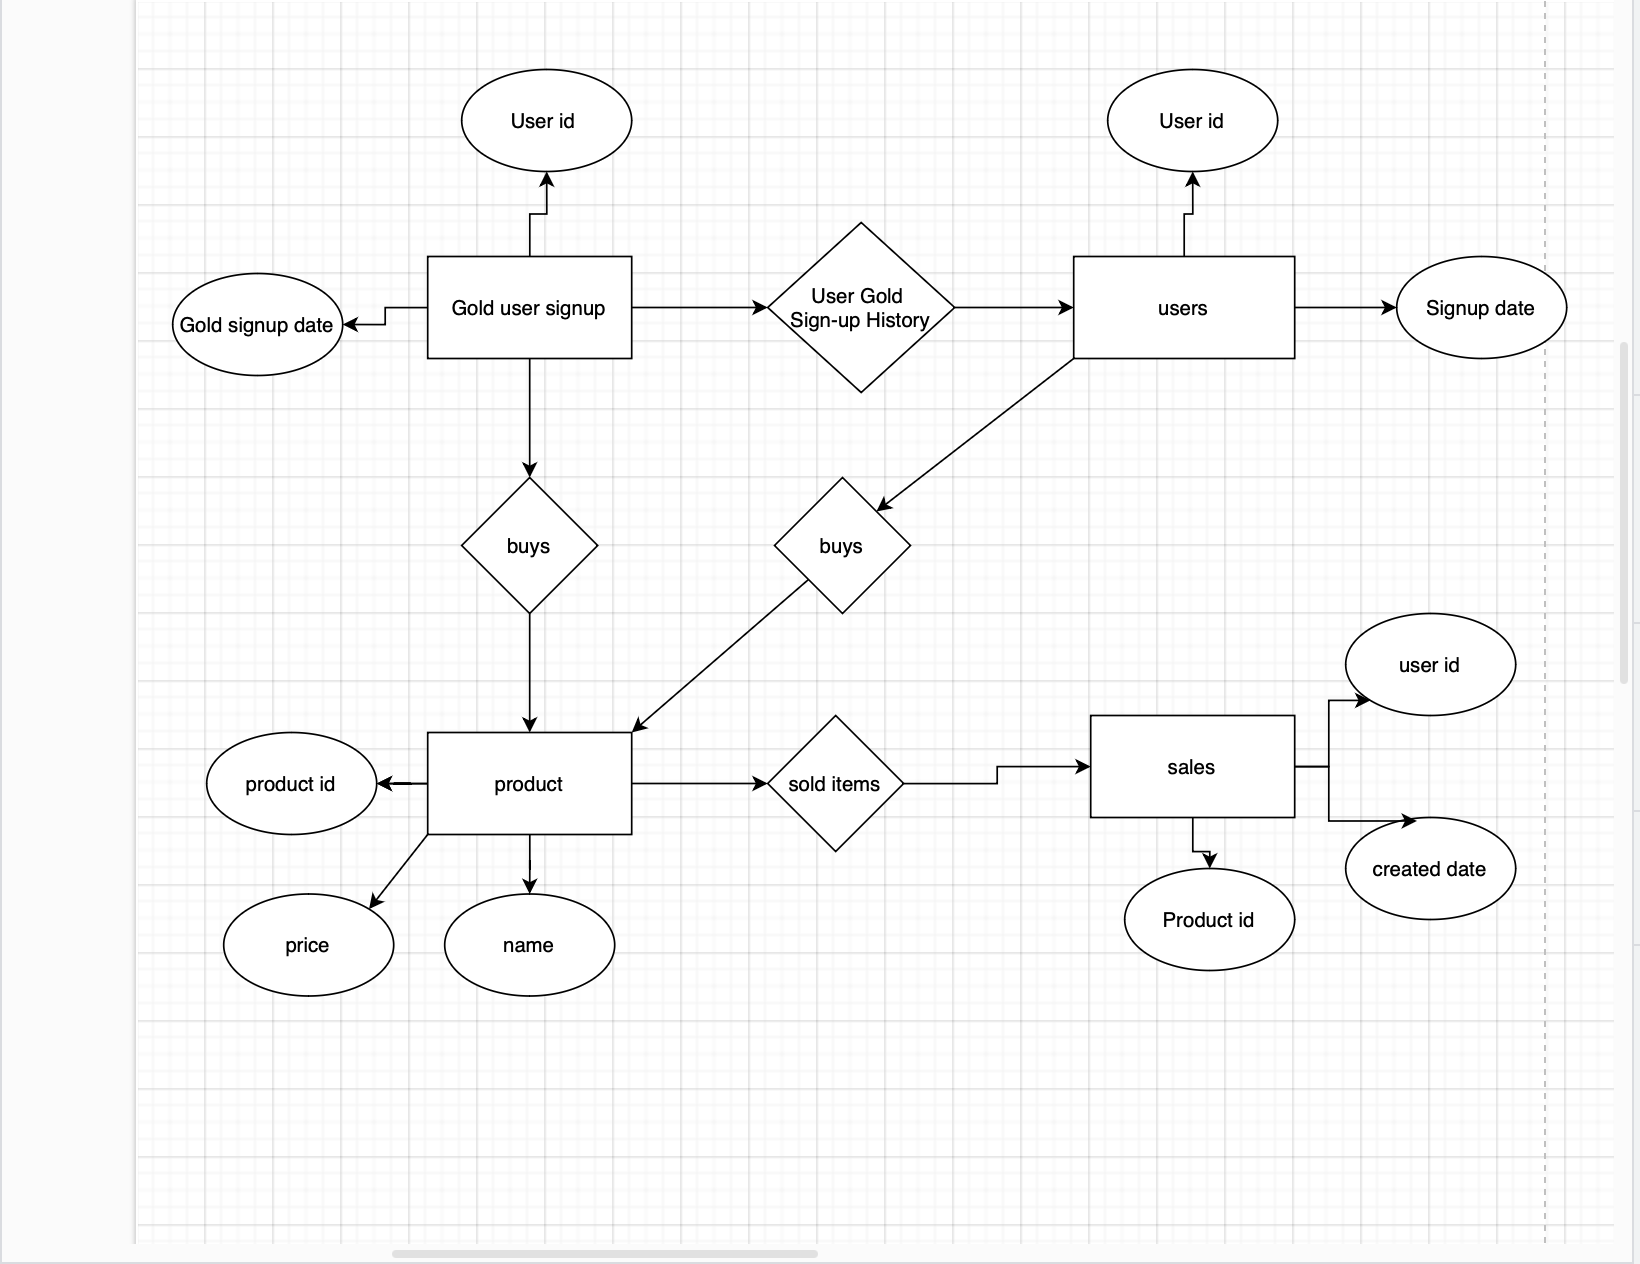 User id
User id
Gold signup date
Gold user signup
User Gold
Sign-up History
users
Signup date
buys
buys
user id
product id
product
sold items
sales
created date
Product id
price
name